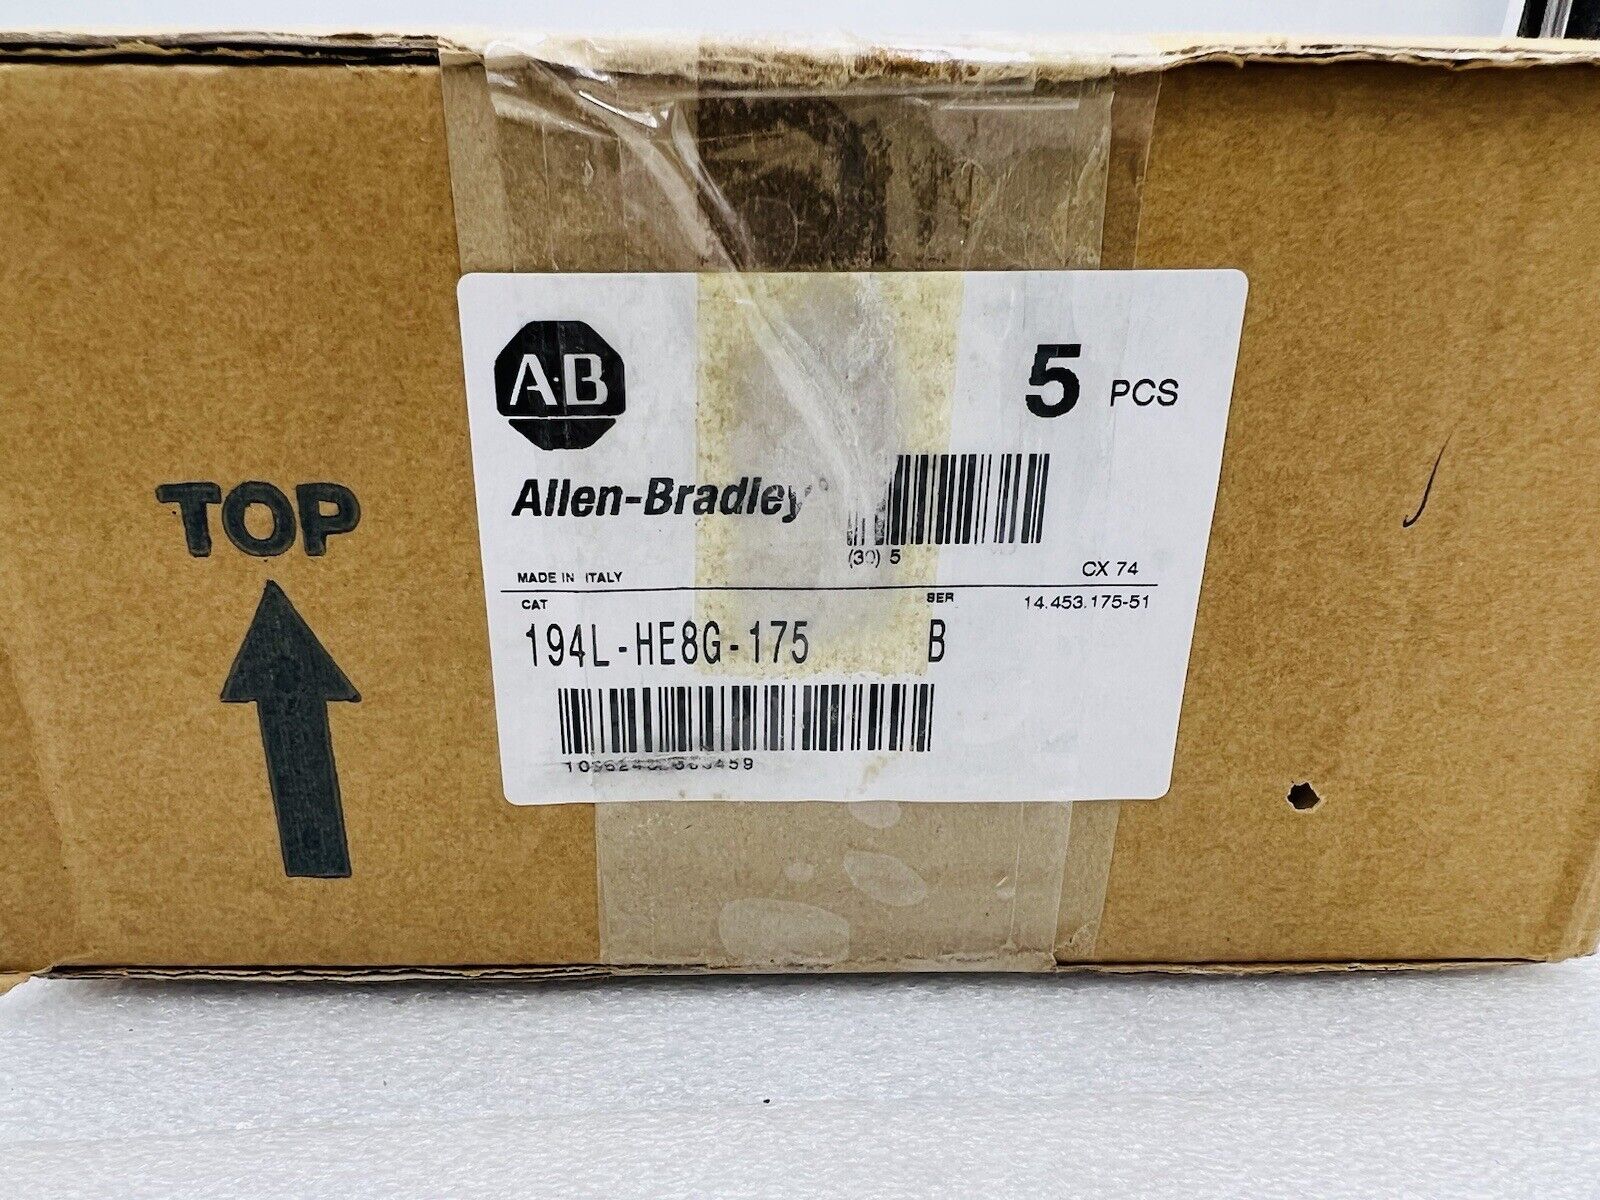 TOP
A·B
5 PCS
Allen-Bradley
(30) 5
MADE IN ITALY
CX 74
CAT
SER
14.453.175-51
194L-HE8G-175
B